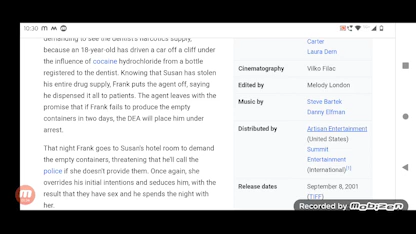 10:30
demanding to see the dentist's narcotics supply,
because an 18-year-old has driven a car off a cliff under
the influence of cocaine hydrochloride from a bottle
registered to the dentist. Knowing that Susan has stolen
his entire drug supply, Frank puts the agent off, saying
he dispensed it all to patients. The agent leaves with the
promise that if Frank fails to produce the empty
containers in two days, the DEA will place him under
arrest.
That night Frank goes to Susan's hotel room to demand
the empty containers, threatening that he'll call the
police if she doesn't provide them. Once again, she
overrides his initial intentions and seduces him, with the
result that they have sex and he spends the night with
her.
Carter
Laura Dern
Cinematography Vilko Filac
Edited by Melody London
Music by Steve Bartek
Danny Elfman
Distributed by Artisan Entertainment
(United States)
Summit
Entertainment
(International)[1]
Release dates September 8, 2001
(TIFF)
Recorded by Mobizen